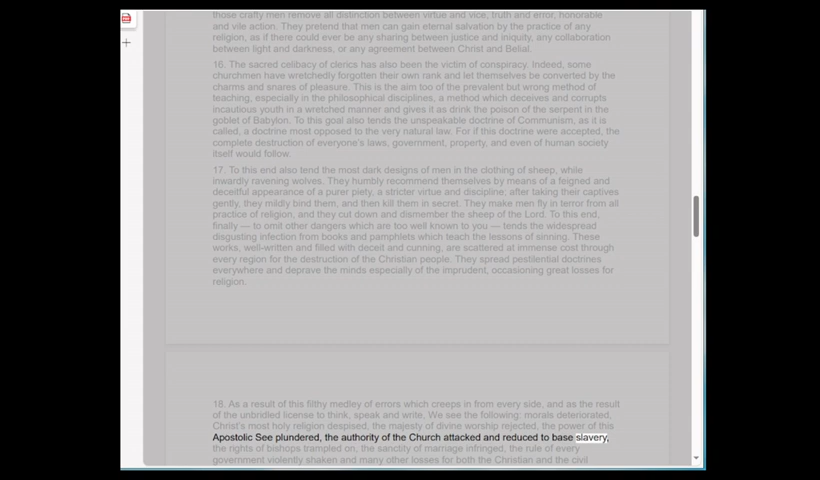 those crafty men remove all distinction between virtue and vice, truth and error, honorable
and vile action. They pretend that men can gain eternal salvation by the practice of any
religion, as if there could ever be any sharing between justice and iniquity, any collaboration
between light and darkness, or any agreement between Christ and Belial.
16. The sacred celibacy of clerics has also been the victim of conspiracy. Indeed, some
churchmen have wretchedly forgotten their own rank and let themselves be converted by the
charms and snares of pleasure. This is the aim too of the prevalent but wrong method of
teaching, especially in the philosophical disciplines, a method which deceives and corrupts
incautious youth in a wretched manner and gives it as drink the poison of the serpent in the
goblet of Babylon. To this goal also tends the unspeakable doctrine of Communism, as it is
called, a doctrine most opposed to the very natural law. For if this doctrine were accepted, the
complete destruction of everyone's laws, government, property, and even of human society
itself would follow.
17. To this end also tend the most dark designs of men in the clothing of sheep, while
inwardly ravening wolves. They humbly recommend themselves by means of a feigned and
deceitful appearance of a purer piety, a stricter virtue and discipline; after taking their captives
gently, they mildly bind them, and then kill them in secret. They make men fly in terror from all
practice of religion, and they cut down and dismember the sheep of the Lord. To this end,
finally — to omit other dangers which are too well known to you — tends the widespread
disgusting infection from books and pamphlets which teach the lessons of sinning. These
works, well-written and filled with deceit and cunning, are scattered at immense cost through
every region for the destruction of the Christian people. They spread pestilential doctrines
everywhere and deprave the minds especially of the imprudent, occasioning great losses for
religion.
18. As a result of this filthy medley of errors which creeps in from every side, and as the result
of the unbridled license to think, speak and write, We see the following: morals deteriorated,
Christ's most holy religion despised, the majesty of divine worship rejected, the power of this
Apostolic See plundered, the authority of the Church attacked and reduced to base slavery,
the rights of bishops trampled on, the sanctity of marriage infringed, the rule of every
government violently shaken and many other losses for both the Christian and the civil